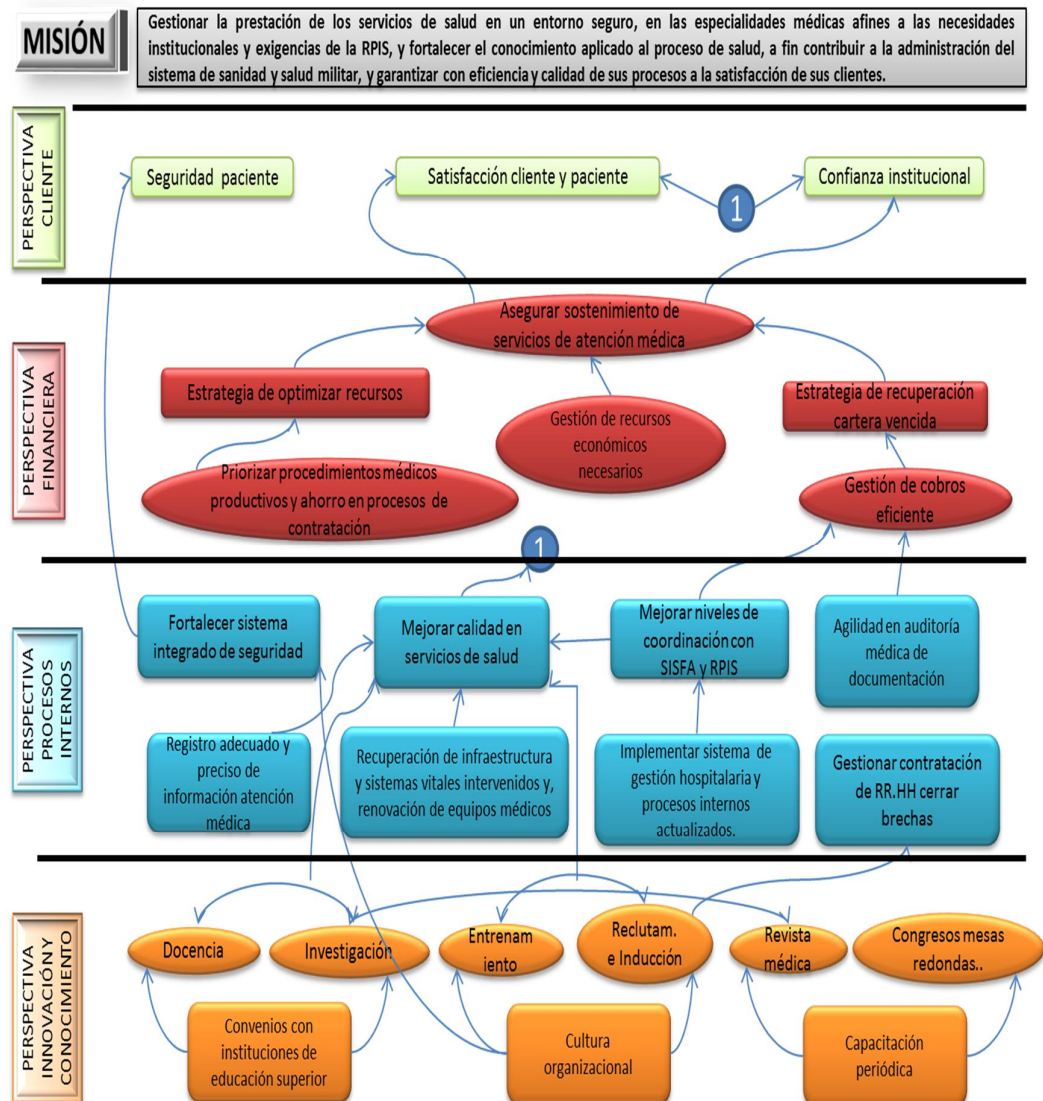 MISIÓN
Gestionar la prestación de los servicios de salud en un entorno seguro, en las especialidades médicas afines a las necesidades
institucionales y exigencias de la RPIS, y fortalecer el conocimiento aplicado al proceso de salud, a fin contribuir a la administración del
sistema de sanidad y salud militar, y garantizar con eficiencia y calidad de sus procesos a la satisfacción de sus clientes.
PERSPECTIVA
CLIENTE
Seguridad paciente
Satisfacción cliente y paciente
Confianza institucional
1
PERSPECTIVA
FINANCIERA
Asegurar sostenimiento de
servicios de atención médica
Estrategia de optimizar recursos
Gestión de recursos
económicos
necesarios
Estrategia de recuperación
cartera vencida
Priorizar procedimientos médicos
productivos y ahorro en procesos de
contratación
Gestión de cobros
eficiente
1
PERSPECTIVA
PROCESOS
INTERNOS
Fortalecer sistema
integrado de seguridad
Mejorar calidad en
servicios de salud
Mejorar niveles de
coordinación con
SISFA y RPIS
Agilidad en auditoría
médica de
documentación
Registro adecuado y
preciso de
información atención
médica
Recuperación de infraestructura
y sistemas vitales intervenidos y,
renovación de equipos médicos
Implementar sistema de
gestión hospitalaria y
procesos internos
actualizados.
Gestionar contratación
de RR.HH cerrar
brechas
PERSPECTIVA
INNOVACIÓN Y
CONOCIMIENTO
Docencia
Investigación
Entrenam
iento
Reclutam.
e Inducción
Revista
médica
Congresos mesas
redondas..
Convenios con
instituciones de
educación superior
Cultura
organizacional
Capacitación
periódica